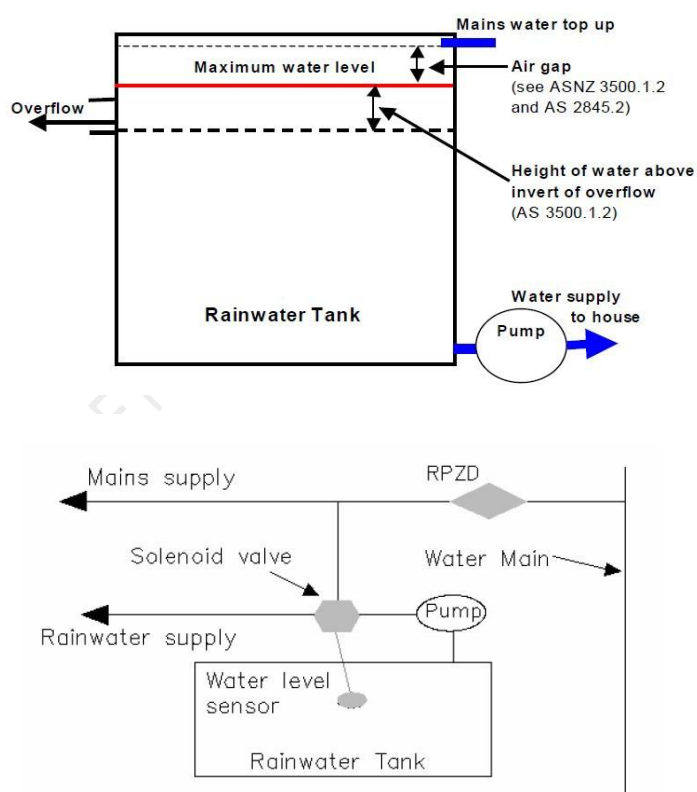 Mains water top up
Maximum water level
Air gap
(see ASNZ 3500.1.2
and AS 2845.2)
Overflow
Height of water above
invert of overflow
(AS 3500.1.2)
Rainwater Tank
Water supply
to house
Pump
Mains supply
RPZD
Solenoid valve
Water Main
Pump
Rainwater supply
Water level
sensor
Rainwater Tank